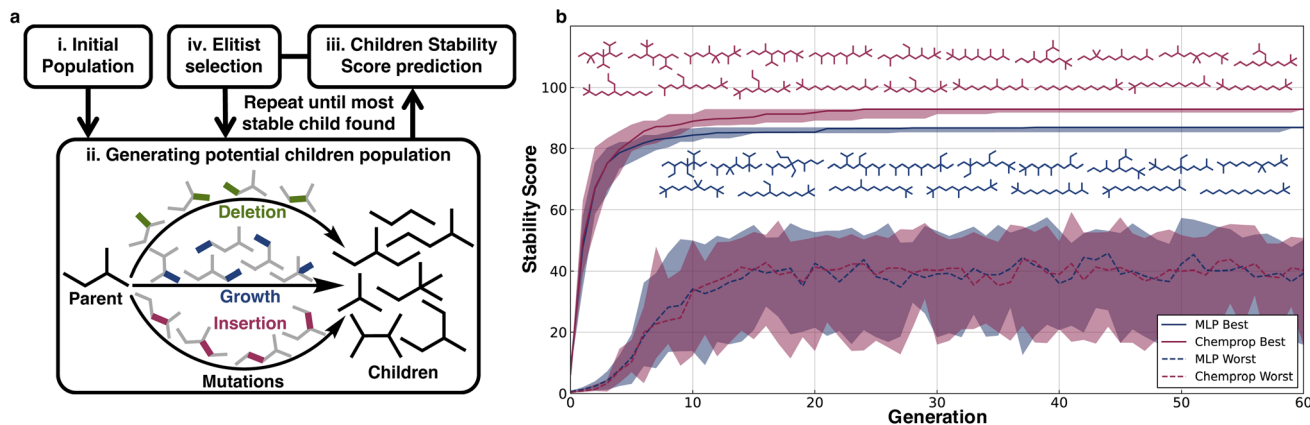 a
i. Initial
Population
iv. Elitist
selection
iii. Children Stability
Score prediction
Repeat until most
stable child found
ii. Generating potential children population
Deletion
Parent
Growth
Insertion
Mutations
Children
b
Stability Score
100
80
60
40
20
0
0
10
20
30
40
50
60
Generation
MLP Best
Chemprop Best
MLP Worst
Chemprop Worst